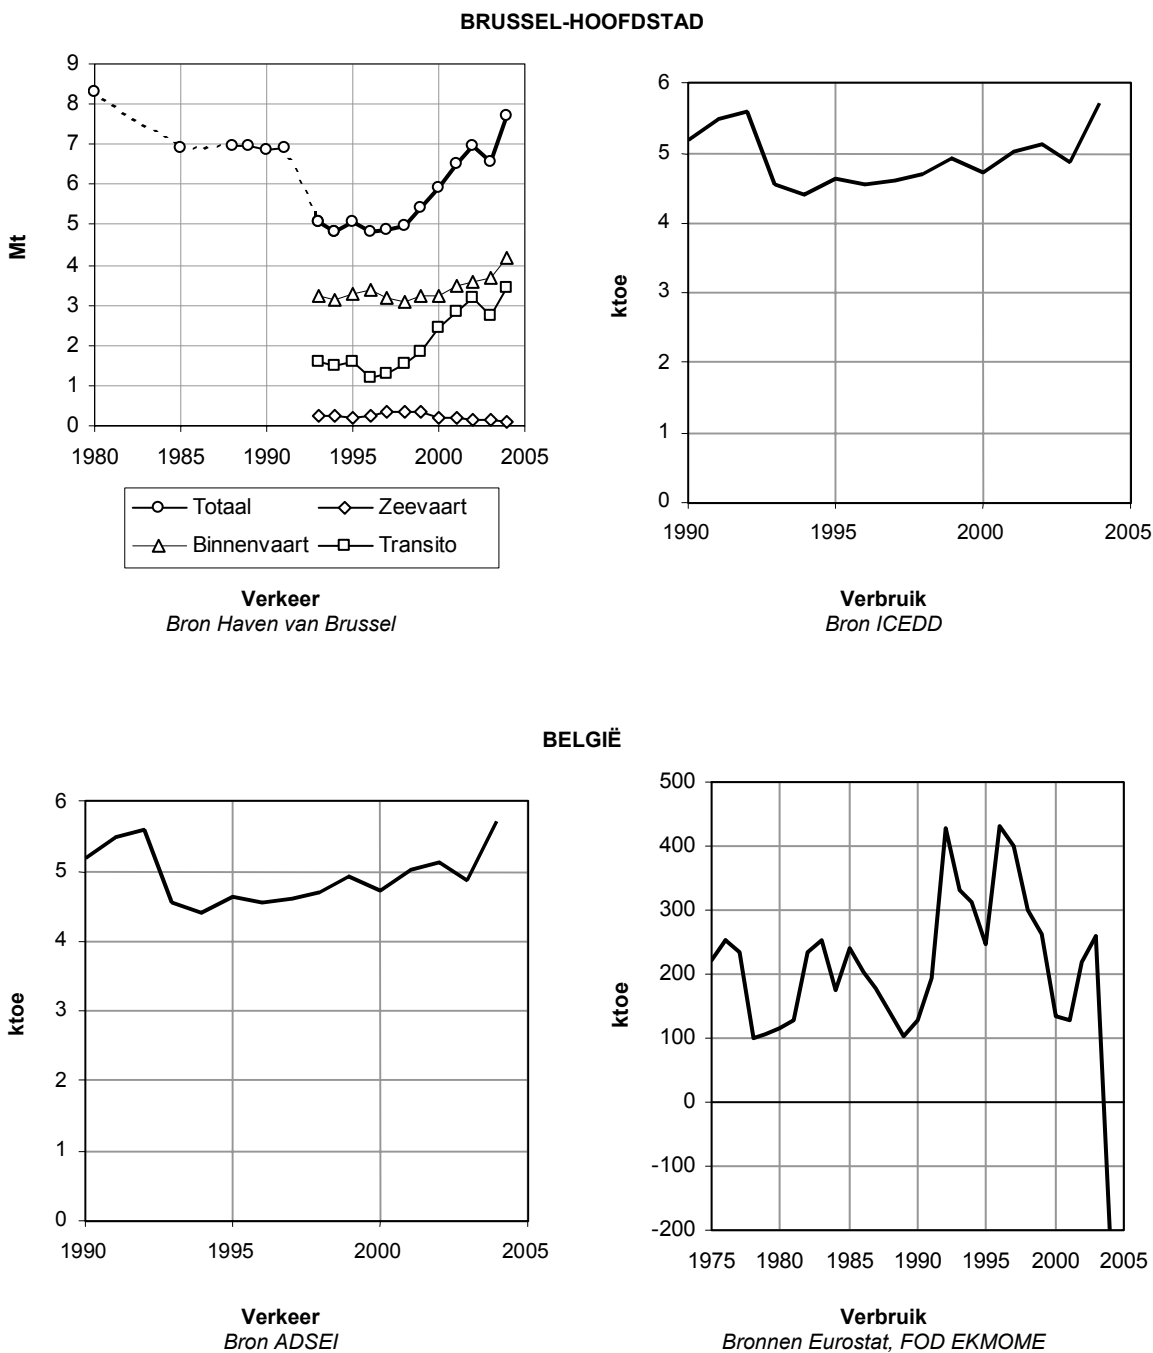 BRUSSEL-HOOFDSTAD
9
8
7
6
5
4
3
2
1
0
Mt
1980 1985 1990 1995 2000 2005
Totaal Zeevaart
Binnenvaart Transito
Verkeer
Bron Haven van Brussel
6
5
4
3
2
1
0
ktoe
1990 1995 2000 2005
Verbruik
Bron ICEDD
BELGIË
6
5
4
3
2
1
0
ktoe
1990 1995 2000 2005
Verkeer
Bron ADSEI
500
400
300
200
100
0
-100
-200
ktoe
1975 1980 1985 1990 1995 2000 2005
Verbruik
Bronnen Eurostat, FOD EKMOME